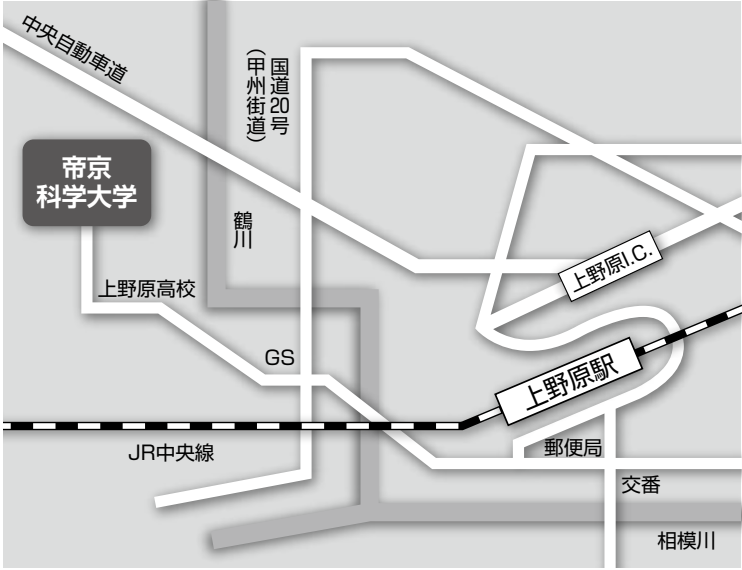 中央自動車道
国道20号
(甲州街道)
帝京
科学大学
鶴川
上野原I.C.
上野原高校
GS
上野原駅
JR中央線
郵便局
交番
相模川